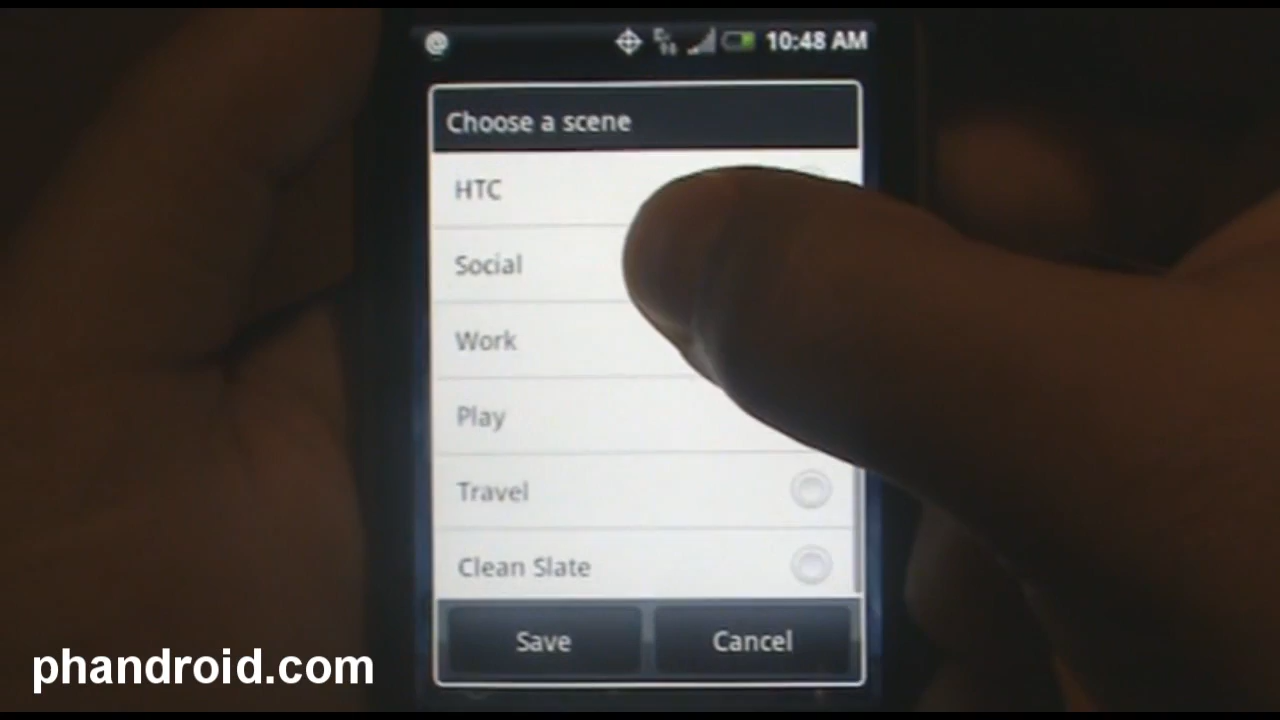 10:48 AM
Choose a scene
HTC
Social
Work
Play
Travel
Clean Slate
Save Cancel
phandroid.com